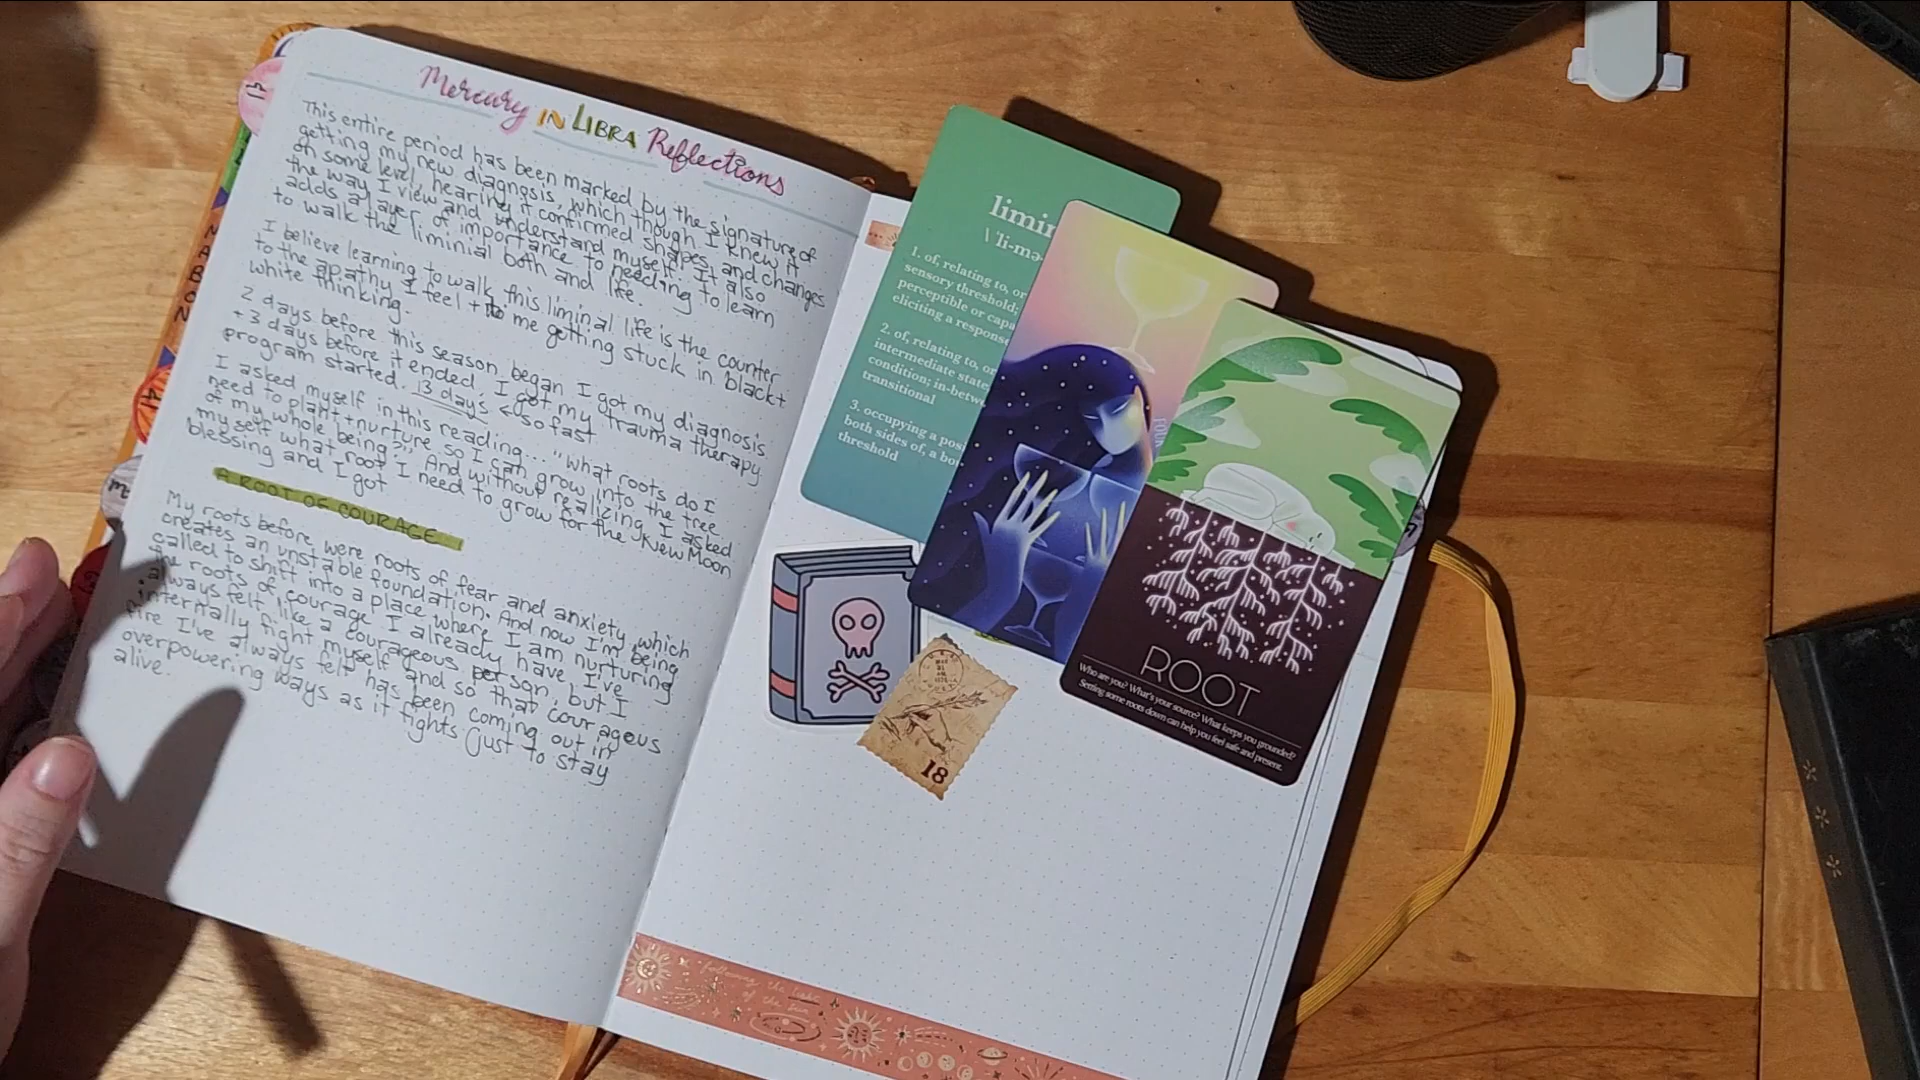 Mercury IN LIBRA Reflections
This entire period has been marked by the signature of
getting my new diagnosis, which though I knew it
on some level, hearing it confirmed shapes and changes
the way I view and understand myself. It also
adds a layer of importance to needing to learn
to walk the liminial both and life.
I believe learning to walk this liminal life is the counter
to the apathy I feel + to me getting stuck in black +
white thinking.
2 days before this season began I got my diagnosis
+ 3 days before it ended, I got my trauma therapy
program started. 13 days ← so fast
I asked myself in this reading... "What roots do I
need to plant + nurture so I can grow into the tree
of my whole being?" And without realizing, I asked
myself what root I need to grow for the New Moon
blessing and I got
A ROOT OF COURAGE
My roots before were roots of fear and anxiety, which
creates an unstable foundation. And now I'm being
called to shift into a place where I am nurturing
the roots of courage I already have. I've
always felt like a courageous person, but I
internally fight myself and so that courageous
fire I've always felt has been coming out in
overpowering ways as it fights (just to stay
alive.
limin
\ˈli-mə-
1. of, relating to, or
sensory threshold;
perceptible or capa
eliciting a response
2. of, relating to, or
intermediate state
condition; in-betwe
transitional
3. occupying a posi
both sides of, a bo
threshold
FOUR
ROOT
Who are you? What's your source? What keeps you grounded?
Setting some roots down can help you feel safe and present.
18
following the light
of the sun
NABON